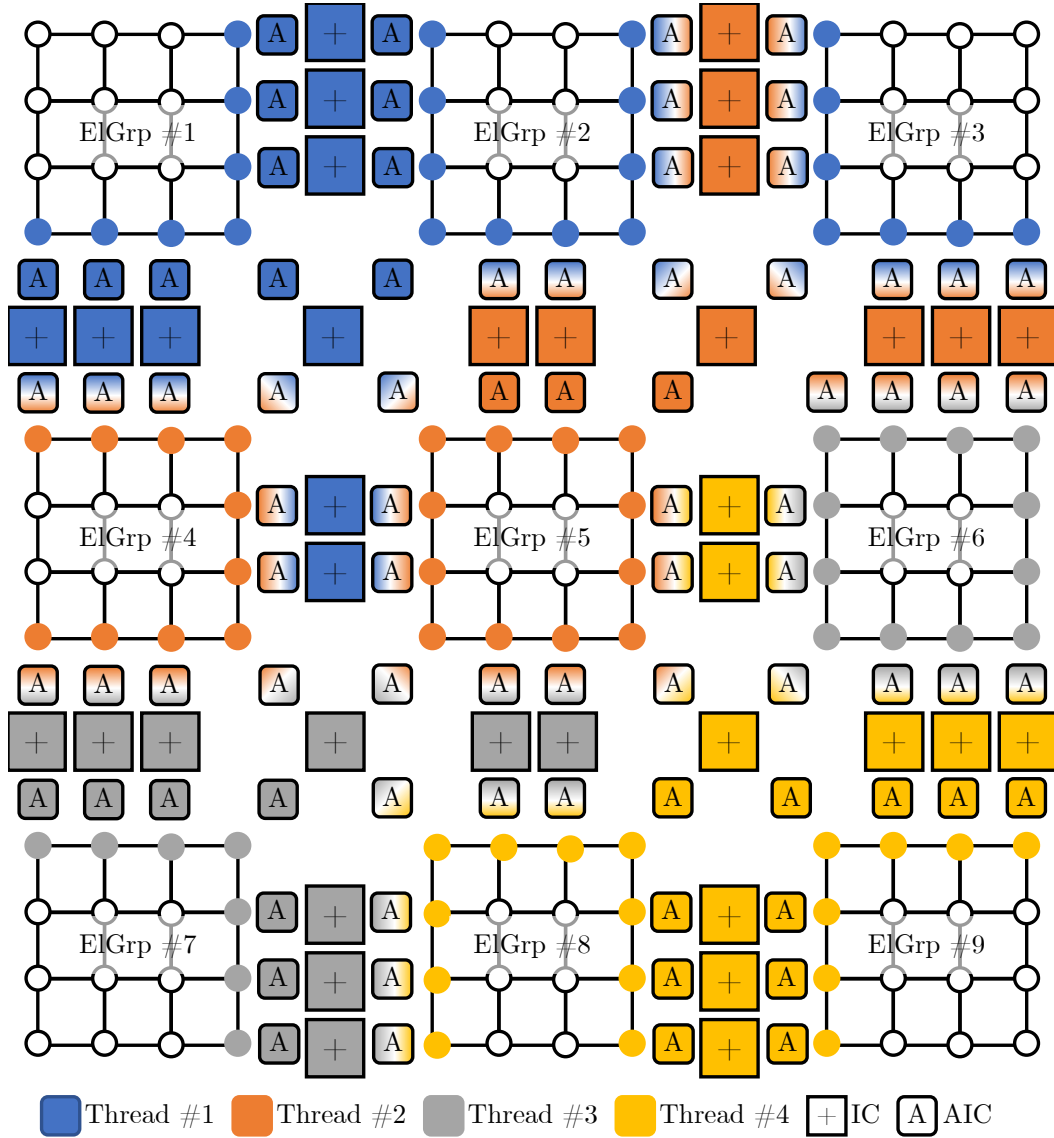 A + A A + A
A + A A + A
ElGrp #1 ElGrp #2 ElGrp #3
A + A A + A
A A A A A A A A A A A A
+ + + + + + + + + +
A A A A A A A A A A A A
A + A A + A
ElGrp #4 ElGrp #5 ElGrp #6
A + A A + A
A A A A A A A A A A A A
+ + + + + + + + + +
A A A A A A A A A A A A
A + A A + A
ElGrp #7 ElGrp #8 ElGrp #9
A + A A + A
A + A A + A
Thread #1 Thread #2 Thread #3 Thread #4 + IC A AIC